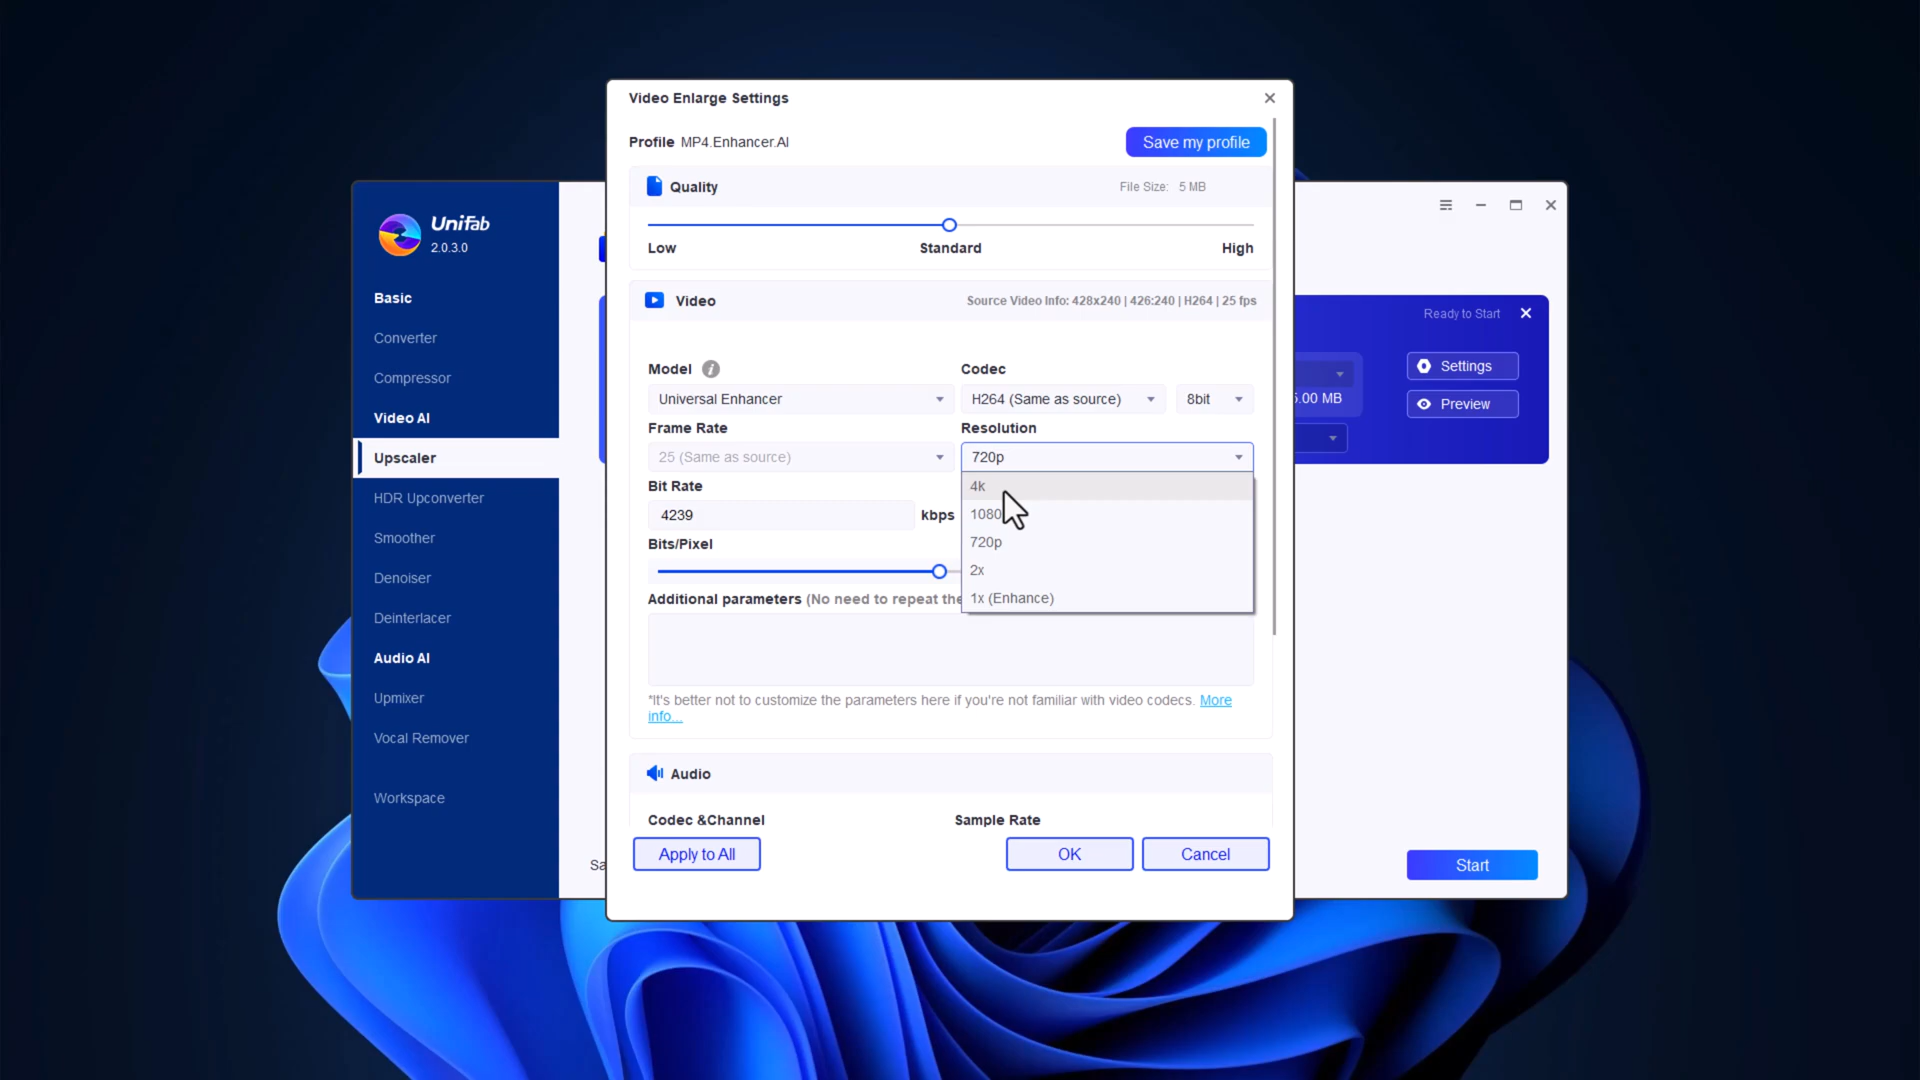 Video Enlarge Settings
Profile MP4.Enhancer.AI
Save my profile
Quality
File Size: 5 MB
Low
Standard
High
Video
Source Video Info: 428x240 | 426:240 | H264 | 25 fps
Model
Codec
Universal Enhancer
H264 (Same as source)
8bit
Frame Rate
Resolution
25 (Same as source)
720p
Bit Rate
4k
4239
kbps
1080
Bits/Pixel
720p
2x
Additional parameters (No need to repeat the
1x (Enhance)
*It's better not to customize the parameters here if you're not familiar with video codecs. More
info...
Audio
Codec &Channel
Sample Rate
Apply to All
OK
Cancel
UniFab
2.0.3.0
Basic
Converter
Compressor
Video AI
Upscaler
HDR Upconverter
Smoother
Denoiser
Deinterlacer
Audio AI
Upmixer
Vocal Remover
Workspace
Ready to Start
Settings
.00 MB
Preview
Sa
Start